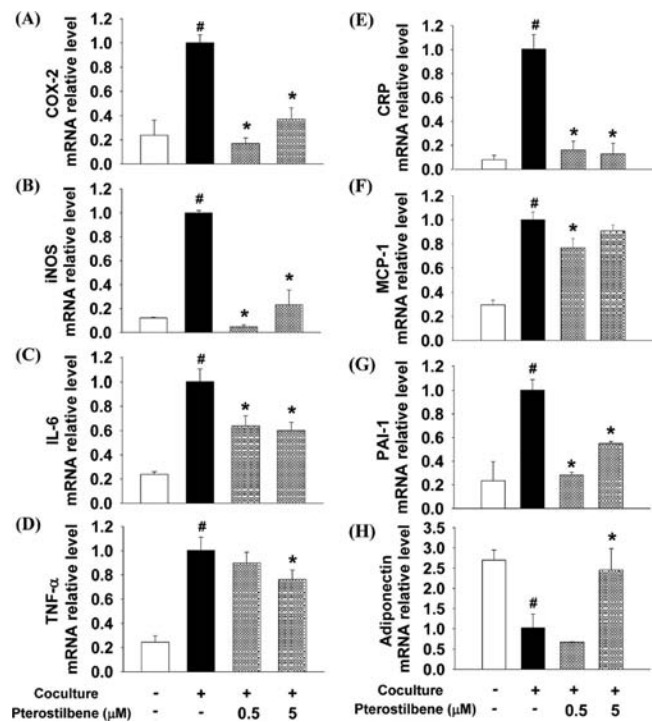 (A)
COX-2
mRNA relative level
1.2
1.0
0.8
0.6
0.4
0.2
0.0
#
*
*
(B)
iNOS
mRNA relative level
1.2
1.0
0.8
0.6
0.4
0.2
0.0
#
*
*
(C)
IL-6
mRNA relative level
1.2
1.0
0.8
0.6
0.4
0.2
0.0
#
*
*
(D)
TNF-α
mRNA relative level
1.2
1.0
0.8
0.6
0.4
0.2
0.0
#
*
Coculture - + + +
Pterostilbene (μM) - - 0.5 5
(E)
CRP
mRNA relative level
1.2
1.0
0.8
0.6
0.4
0.2
0.0
#
*
*
(F)
MCP-1
mRNA relative level
1.2
1.0
0.8
0.6
0.4
0.2
0.0
#
*
(G)
PAI-1
mRNA relative level
1.2
1.0
0.8
0.6
0.4
0.2
0.0
#
*
*
(H)
Adiponectin
mRNA relative level
3.5
3.0
2.5
2.0
1.5
1.0
0.5
0.0
#
*
Coculture - + + +
Pterostilbene (μM) - - 0.5 5